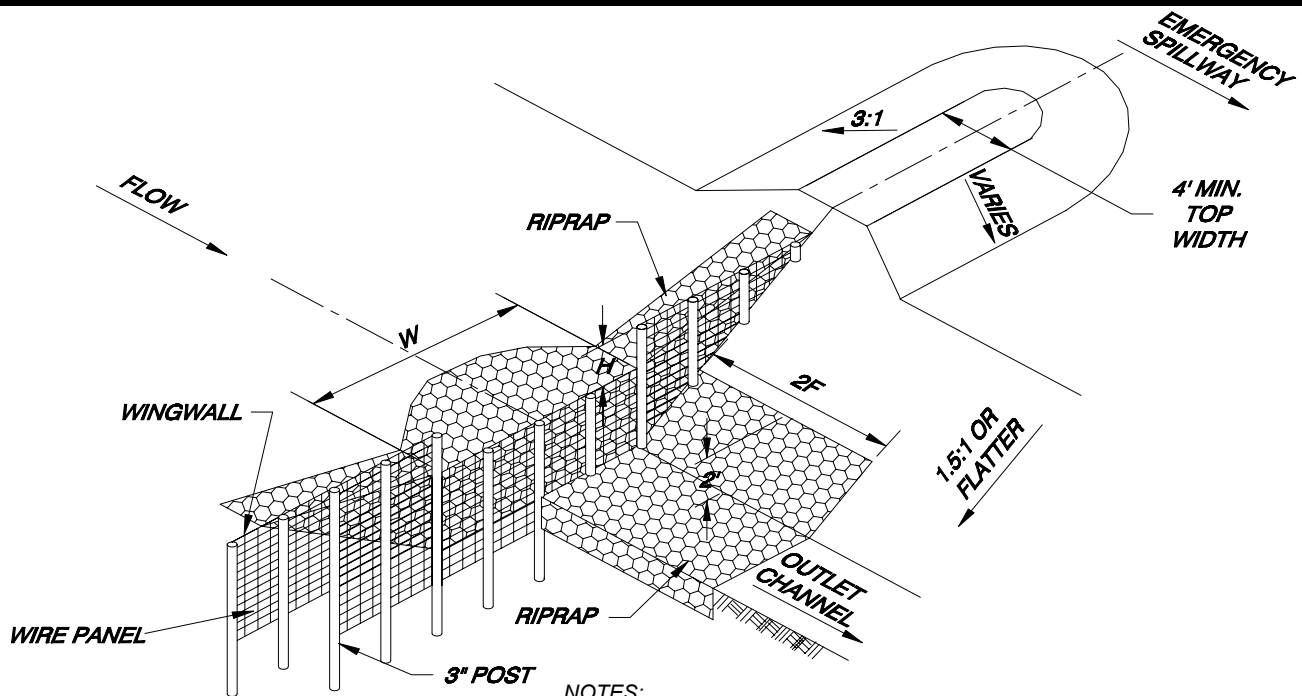 EMERGENCY
SPILLWAY
3:1
FLOW
VARIES
4' MIN.
TOP
WIDTH
RIPRAP
W
H
2F
WINGWALL
1.5:1 OR
FLATTER
2'
OUTLET
CHANNEL
RIPRAP
WIRE PANEL
3" POST
NOTES: